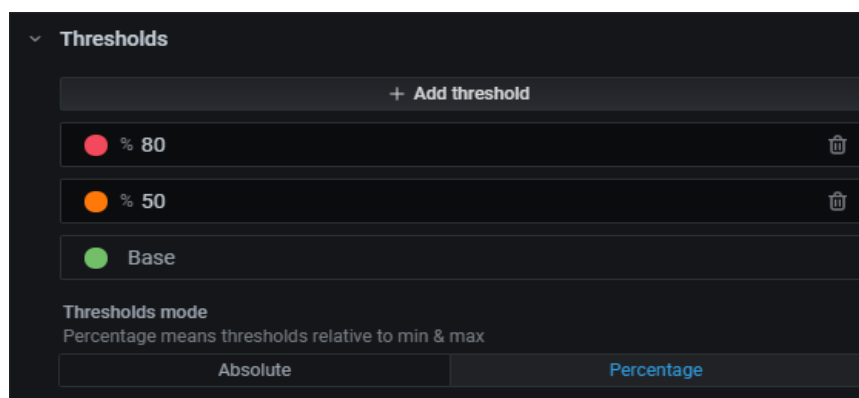 Thresholds
+ Add threshold
% 80
% 50
Base
Thresholds mode
Percentage means thresholds relative to min & max
Absolute Percentage